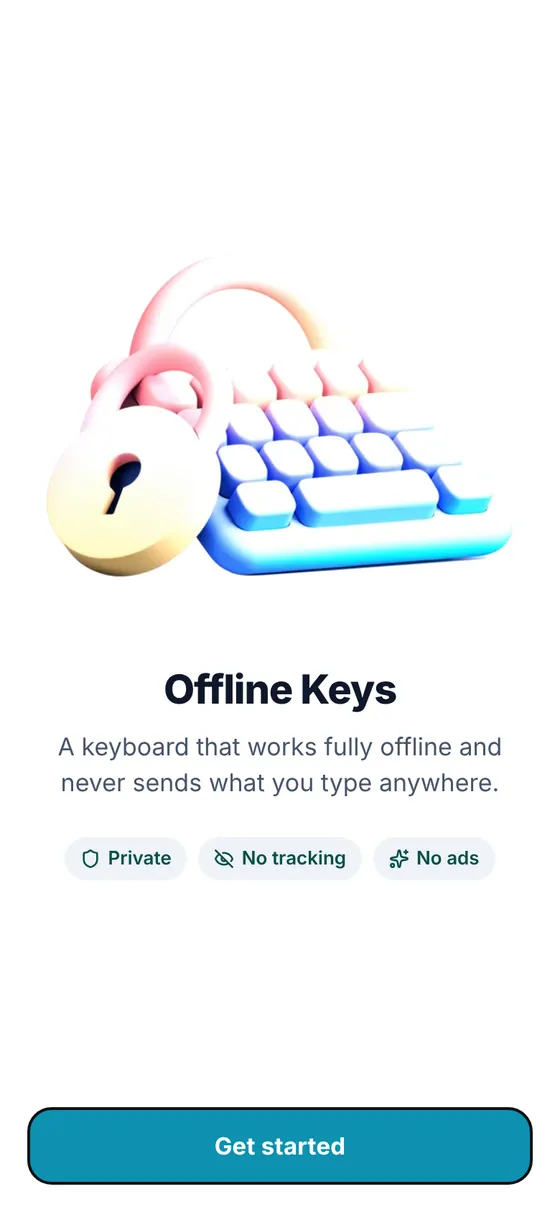 Offline Keys
A keyboard that works fully offline and
never sends what you type anywhere.
Private
No tracking
No ads
Get started